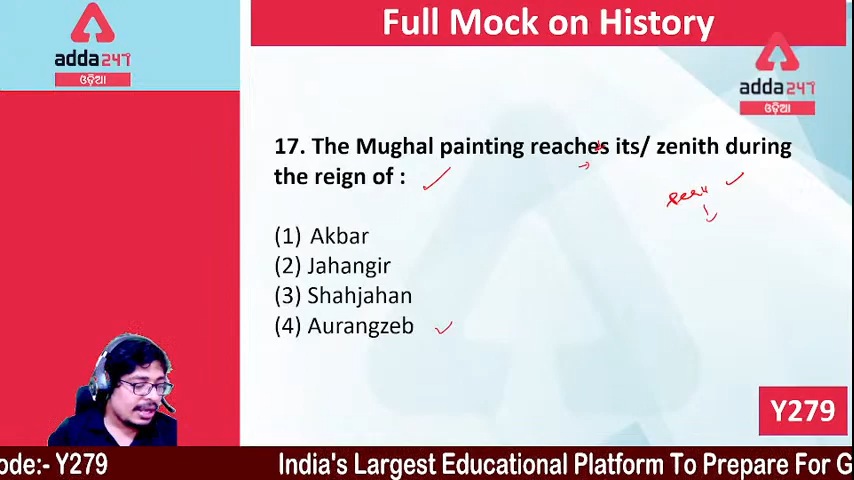 Full Mock on History
adda247
ଓଡ଼ିଆ
adda247
ଓଡ଼ିଆ
17. The Mughal painting reaches its/ zenith during
the reign of :
(1) Akbar
(2) Jahangir
(3) Shahjahan
(4) Aurangzeb
Y279
ode:- Y279
India's Largest Educational Platform To Prepare For G